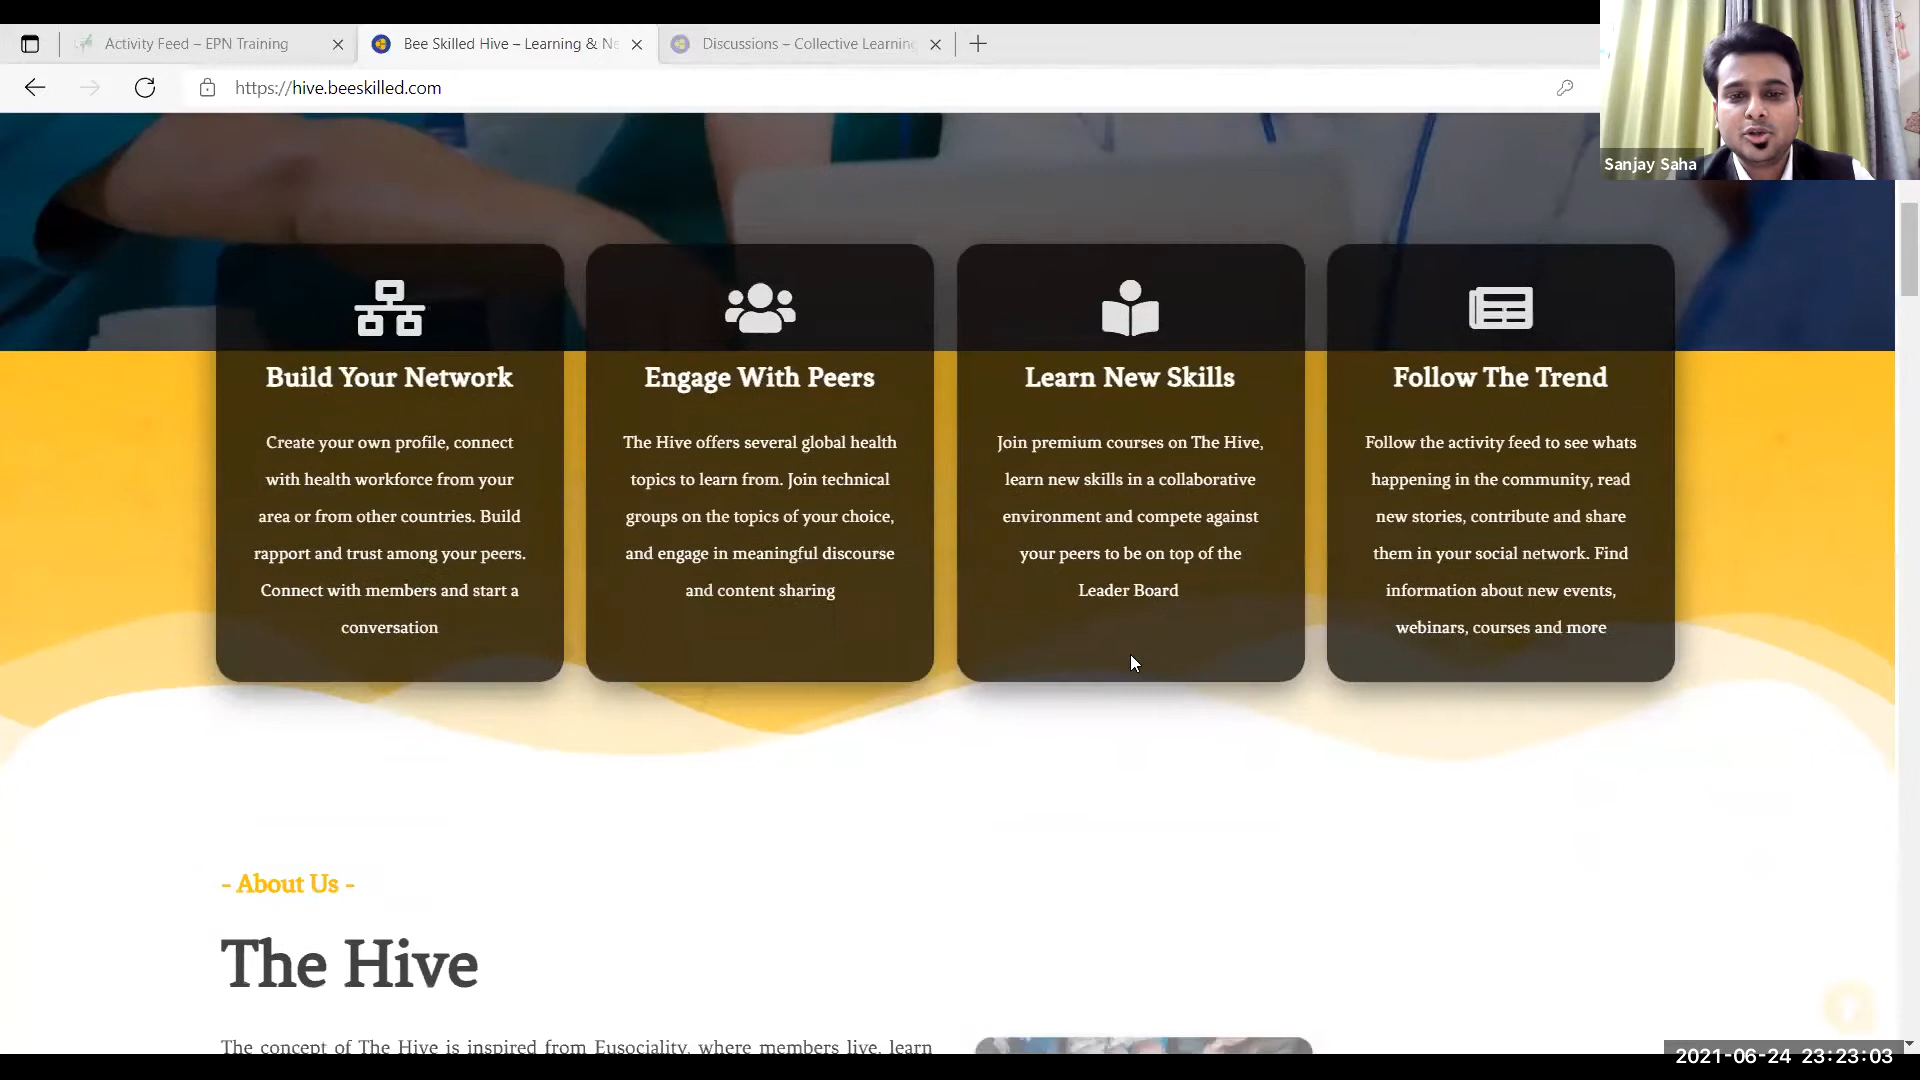 Activity Feed – EPN Training
Bee Skilled Hive – Learning & Ne
Discussions – Collective Learning
https://hive.beeskilled.com
Sanjay Saha
Build Your Network
Create your own profile, connect
with health workforce from your
area or from other countries. Build
rapport and trust among your peers.
Connect with members and start a
conversation
Engage With Peers
The Hive offers several global health
topics to learn from. Join technical
groups on the topics of your choice,
and engage in meaningful discourse
and content sharing
Learn New Skills
Join premium courses on The Hive,
learn new skills in a collaborative
environment and compete against
your peers to be on top of the
Leader Board
Follow The Trend
Follow the activity feed to see whats
happening in the community, read
new stories, contribute and share
them in your social network. Find
information about new events,
webinars, courses and more
- About Us -
The Hive
The concept of The Hive is inspired from Eusociality, where members live, learn
2021-06-24 23:23:03